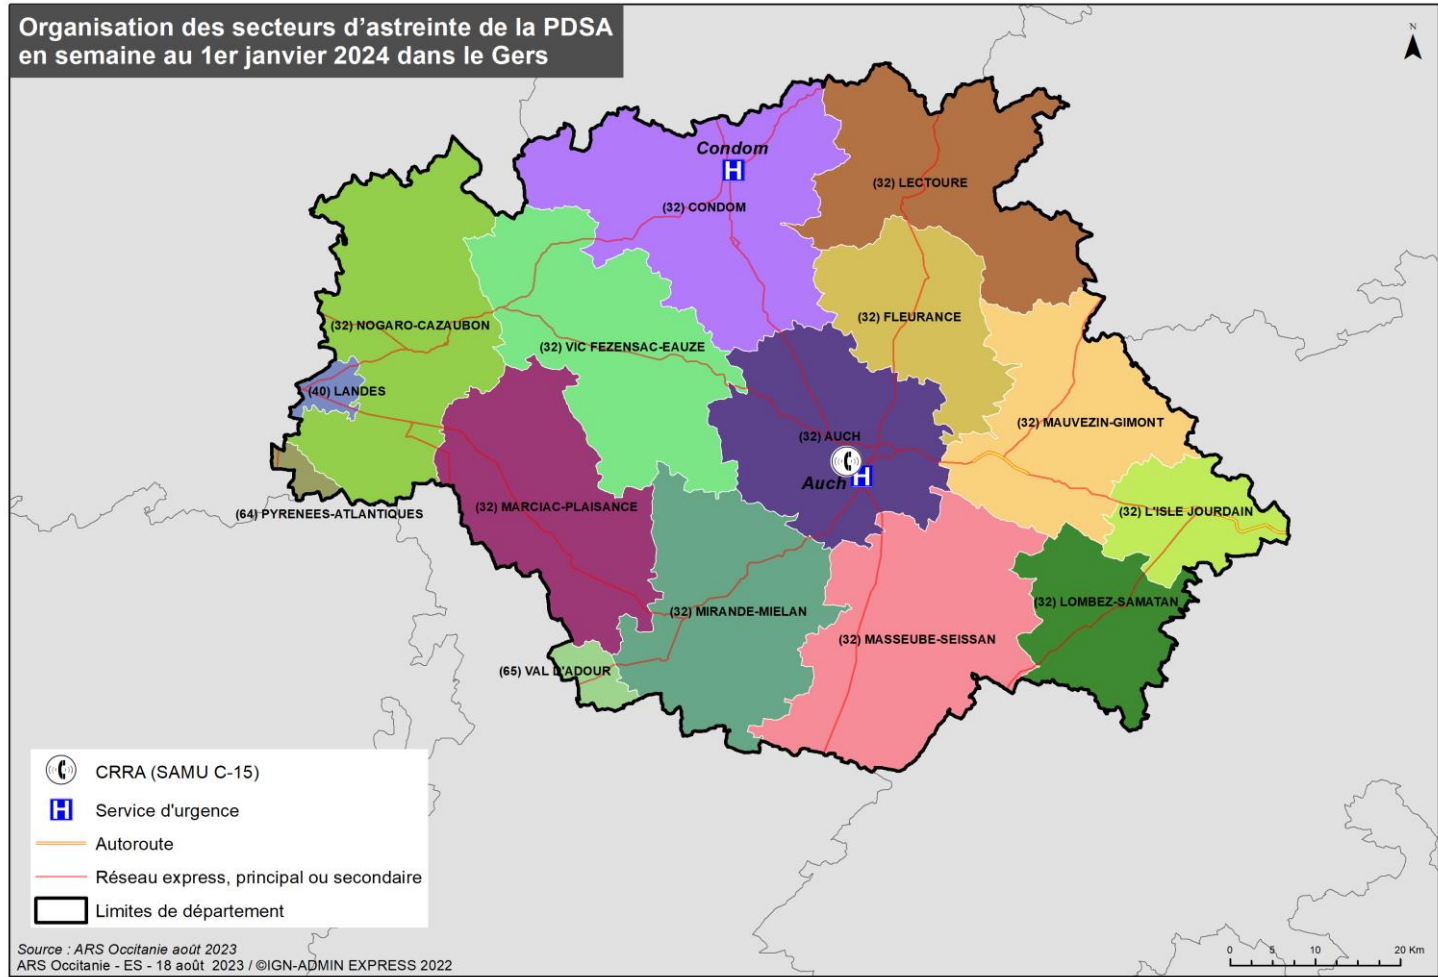 Organisation des secteurs d'astreinte de la PDSA
en semaine au 1er janvier 2024 dans le Gers
N
Condom
H
(32) LECTOURE
(32) CONDOM
(32) NOGARO-CAZAUBON
(32) FLEURANCE
(32) VIC FEZENSAC-EAUZE
(40) LANDES
(32) MAUVEZIN-GIMONT
(32) AUCH
Auch
H
(32) MARCIAC-PLAISANCE
(64) PYRENEES-ATLANTIQUES
(32) L'ISLE JOURDAIN
(32) LOMBEZ-SAMATAN
(32) MIRANDE-MIELAN
(32) MASSEUBE-SEISSAN
(65) VAL D'ADOUR
CRRA (SAMU C-15)
H Service d'urgence
Autoroute
Réseau express, principal ou secondaire
Limites de département
Source : ARS Occitanie août 2023
ARS Occitanie - ES - 18 août 2023 / ©IGN-ADMIN EXPRESS 2022
0 5 10 20 Km